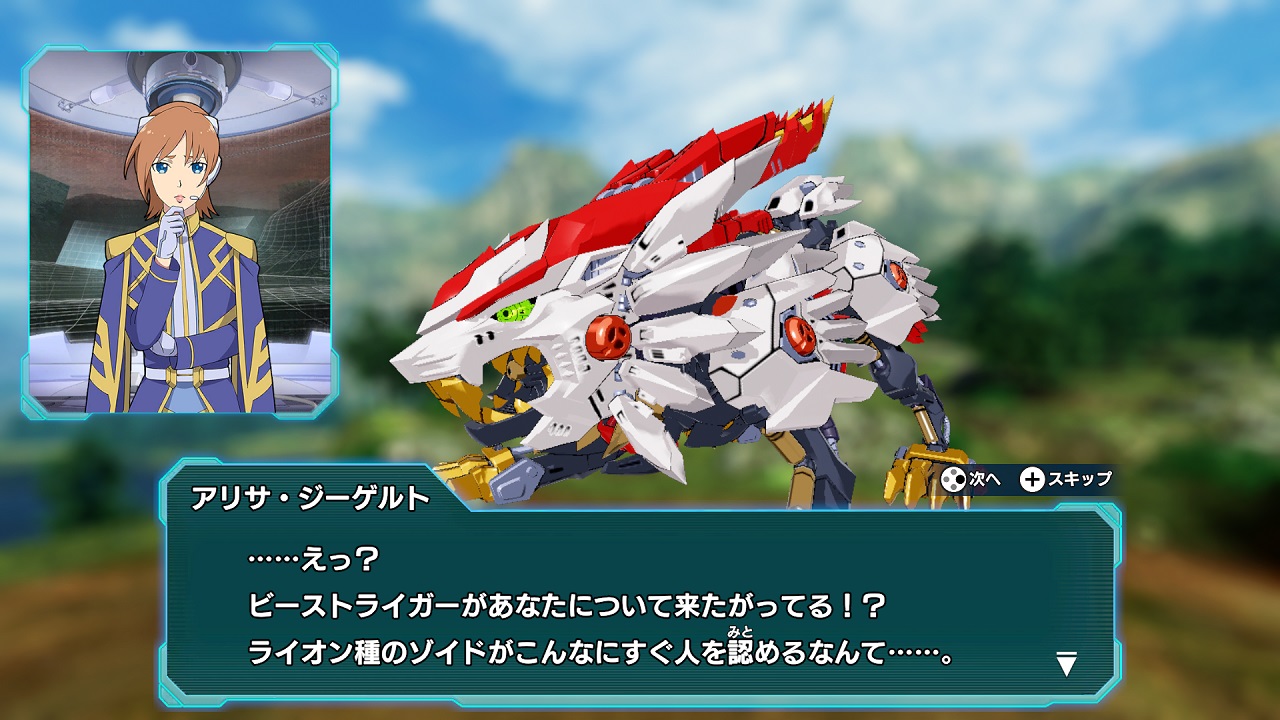 次へ スキップ
アリサ・ジーゲルト
……えっ？
ビーストライガーがあなたについて来たがってる！？
みと
ライオン種のゾイドがこんなにすぐ人を認めるなんて……。